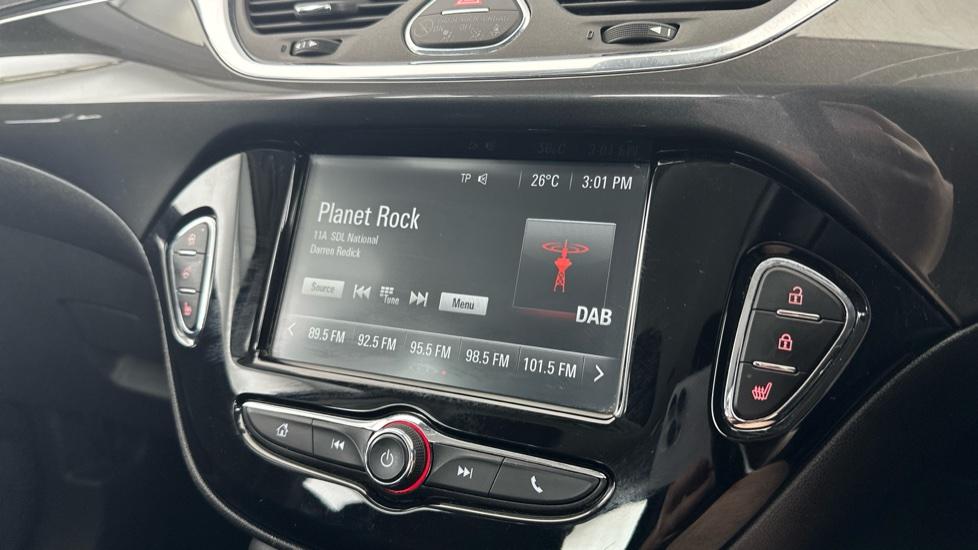 TP 26°C 3:01 PM
Planet Rock
11A SDL National
Darren Redick
Source Tune Menu
DAB
89.5 FM 92.5 FM 95.5 FM 98.5 FM 101.5 FM